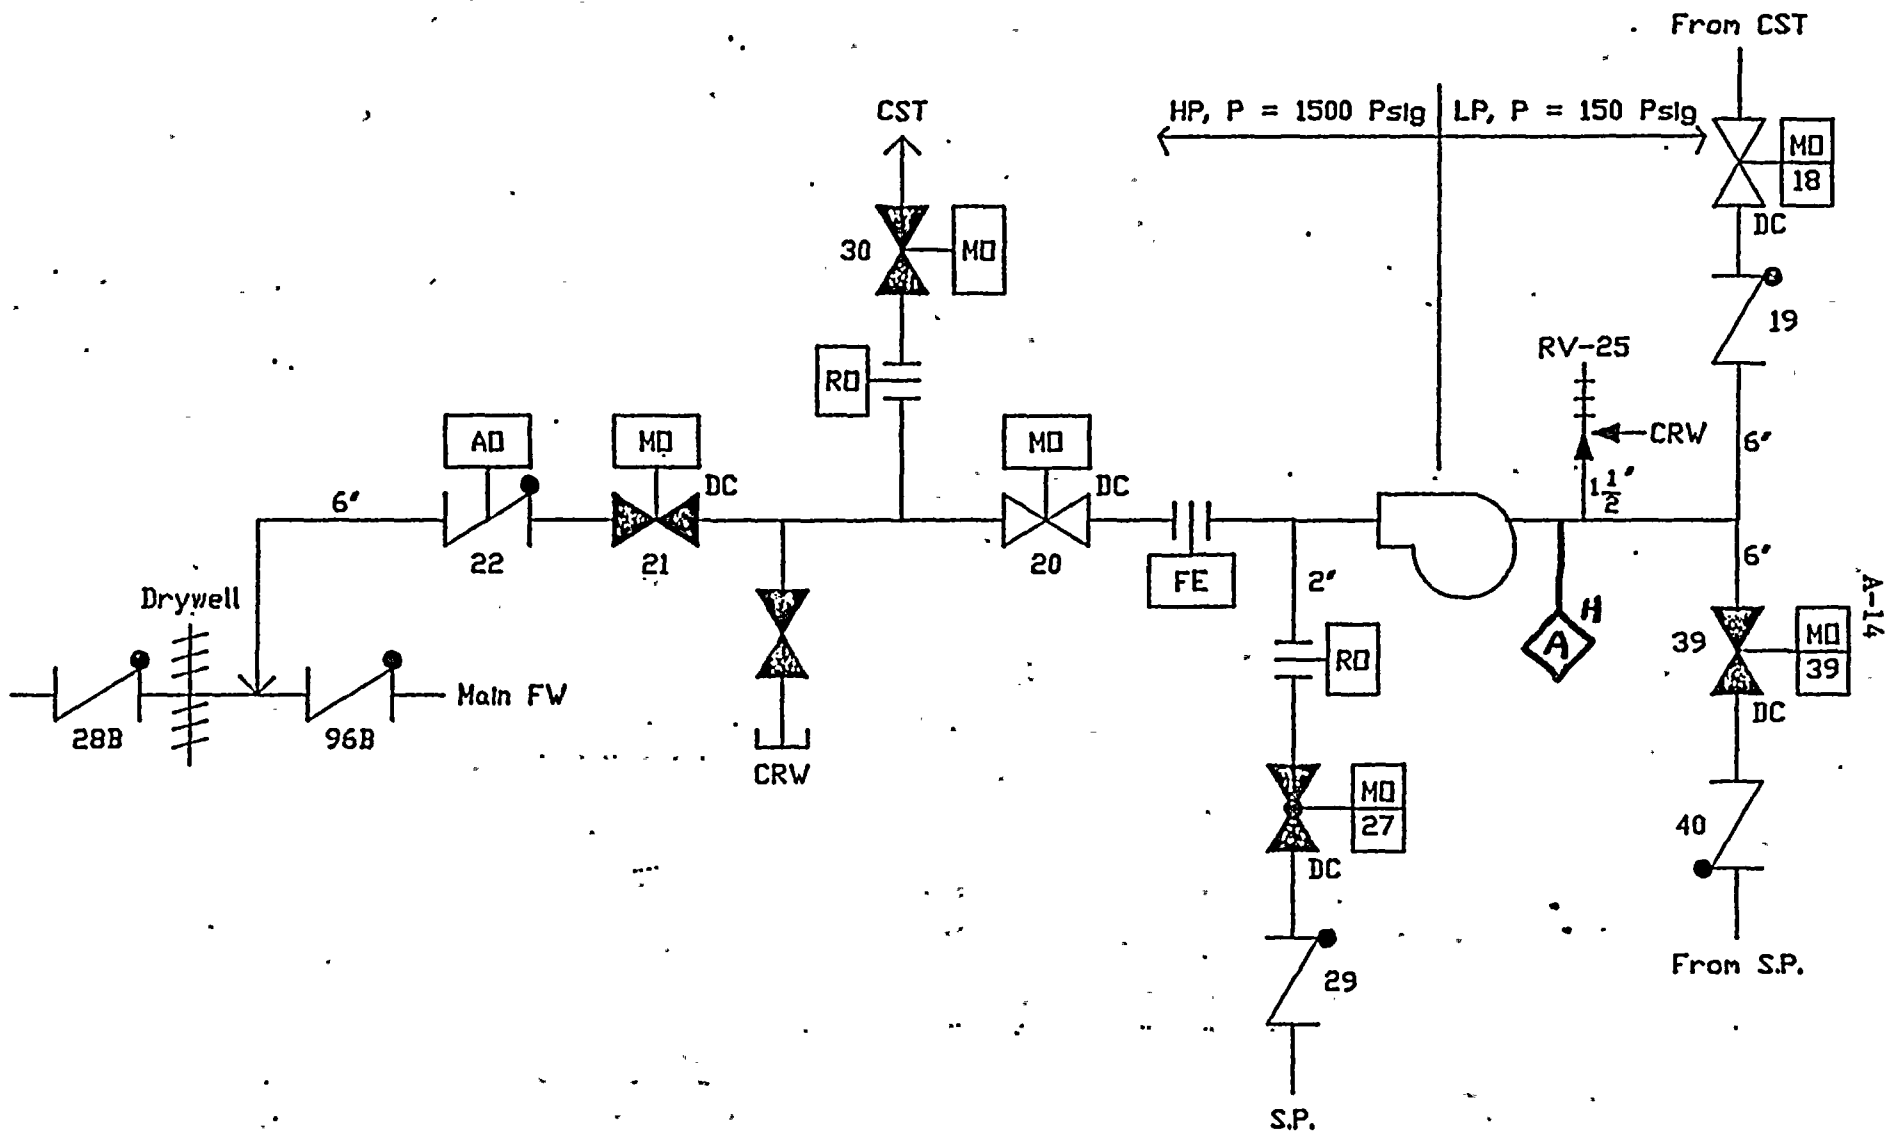 From CST
CST
HP, P = 1500 Psig
LP, P = 150 Psig
MO
18
DC
30
MO
19
RV-25
RO
CRW
6"
AO
MO
DC
MO
DC
1 1/2"
6"
22
21
20
FE
2"
6"
H
A
A-14
Drywell
RO
39
MO
39
DC
28B
96B
Main FW
CRW
MO
27
DC
40
29
From S.P.
S.P.